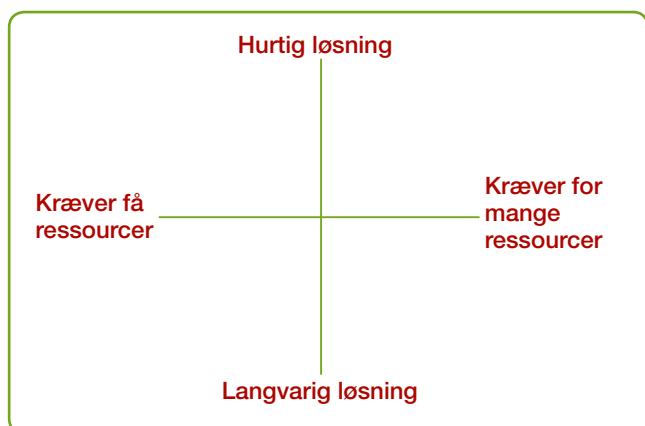 Hurtig løsning
Kræver få
ressourcer
Kræver for
mange
ressourcer
Langvarig løsning